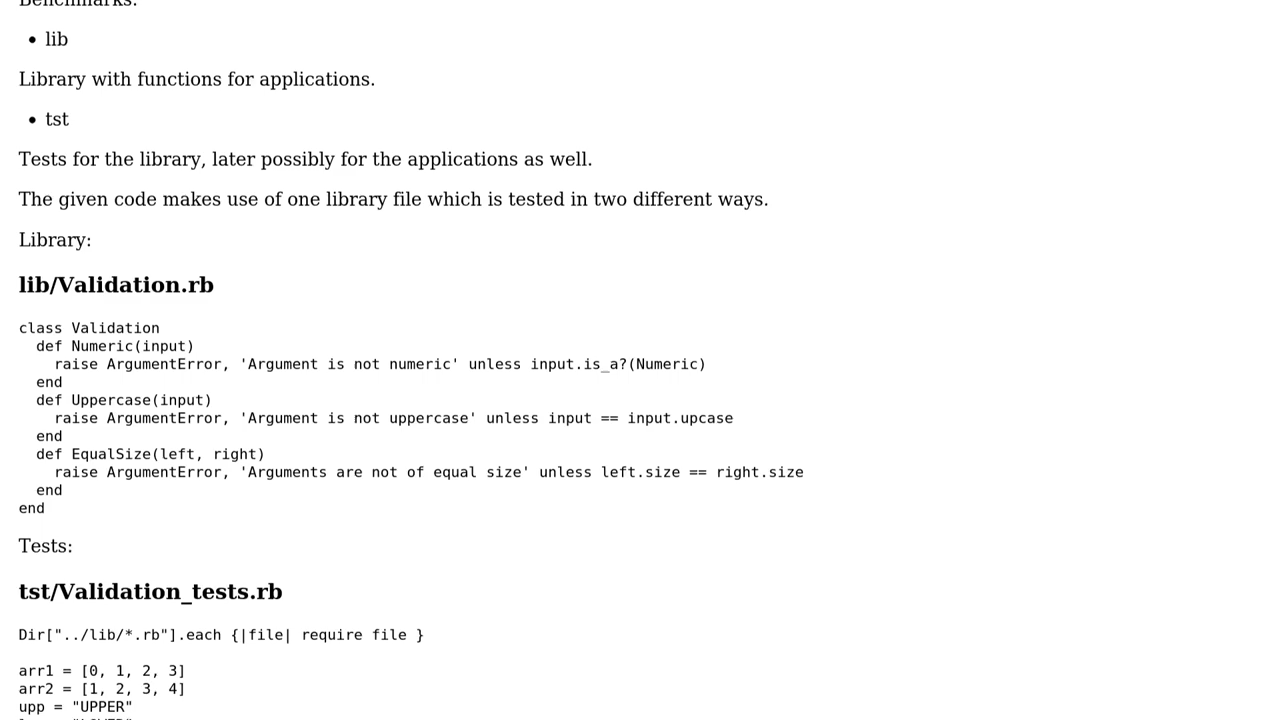 Benchmarks:
• lib
Library with functions for applications.
• tst
Tests for the library, later possibly for the applications as well.
The given code makes use of one library file which is tested in two different ways.
Library:
lib/Validation.rb
class Validation
  def Numeric(input)
    raise ArgumentError, 'Argument is not numeric' unless input.is_a?(Numeric)
  end
  def Uppercase(input)
    raise ArgumentError, 'Argument is not uppercase' unless input == input.upcase
  end
  def EqualSize(left, right)
    raise ArgumentError, 'Arguments are not of equal size' unless left.size == right.size
  end
end
Tests:
tst/Validation_tests.rb
Dir["../lib/*.rb"].each {|file| require file }
arr1 = [0, 1, 2, 3]
arr2 = [1, 2, 3, 4]
upp = "UPPER"